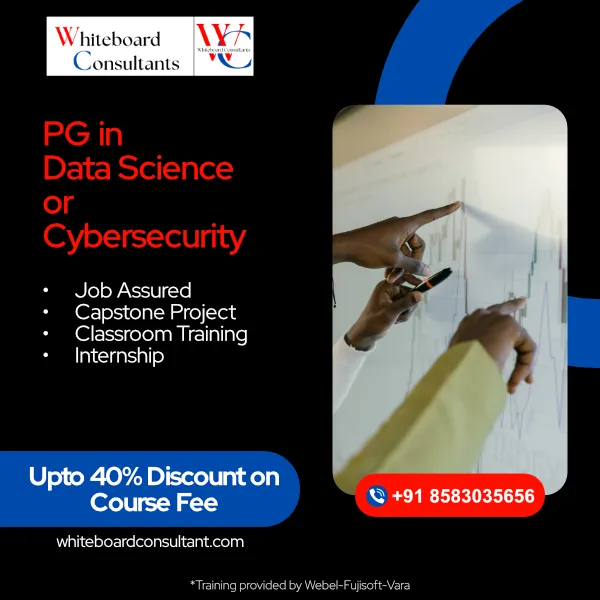 Whiteboard
Consultants
WC
Whiteboard Consultants
PG in
Data Science
or
Cybersecurity
• Job Assured
• Capstone Project
• Classroom Training
• Internship
Upto 40% Discount on
Course Fee
+91 8583035656
whiteboardconsultant.com
*Training provided by Webel-Fujisoft-Vara